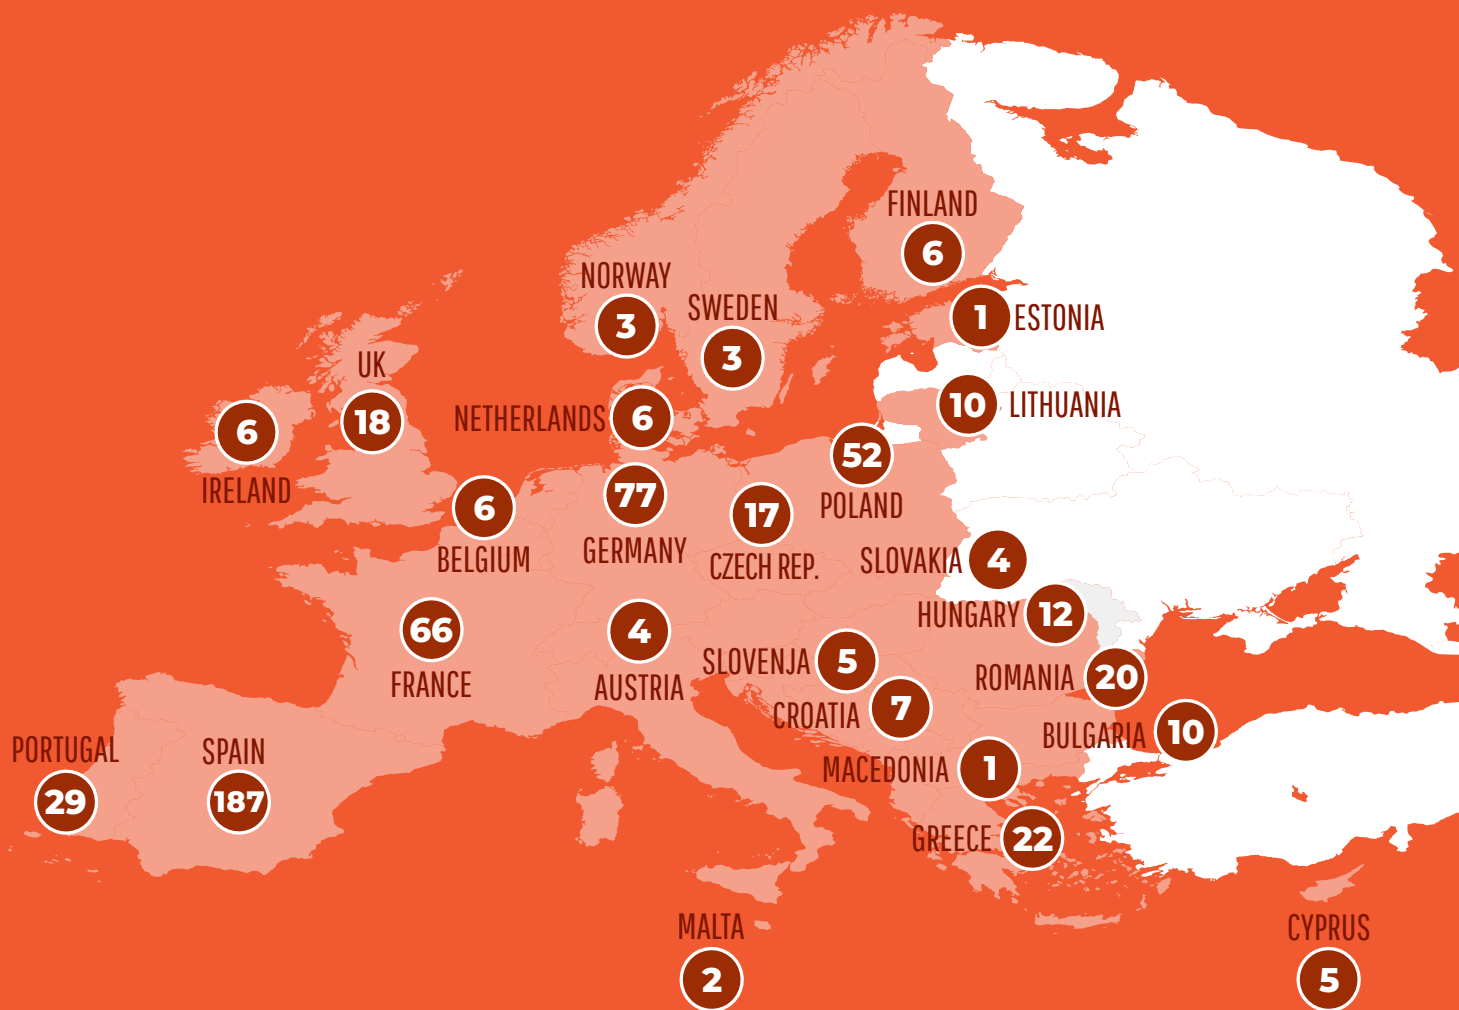 FINLAND
6
NORWAY
3
SWEDEN
3
1
ESTONIA
UK
18
NETHERLANDS
6
10
LITHUANIA
6
IRELAND
52
POLAND
6
BELGIUM
77
GERMANY
17
CZECH REP.
SLOVAKIA
4
HUNGARY
12
66
FRANCE
4
AUSTRIA
SLOVENJA
5
ROMANIA
20
CROATIA
7
BULGARIA
10
PORTUGAL
29
SPAIN
187
MACEDONIA
1
GREECE
22
MALTA
2
CYPRUS
5